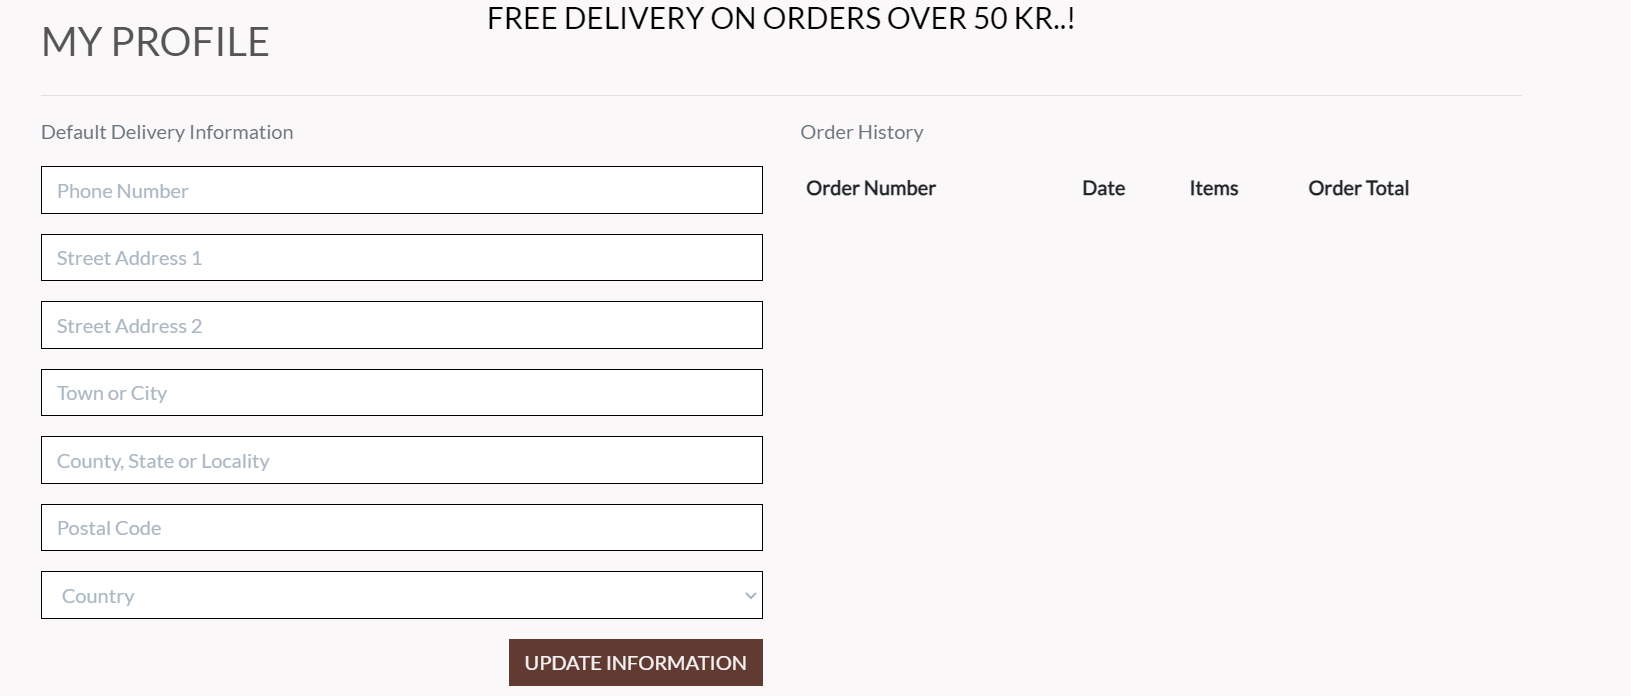 FREE DELIVERY ON ORDERS OVER 50 KR..!
MY PROFILE
Default Delivery Information
Phone Number
Street Address 1
Street Address 2
Town or City
County, State or Locality
Postal Code
Country
UPDATE INFORMATION
Order History
Order Number Date Items Order Total